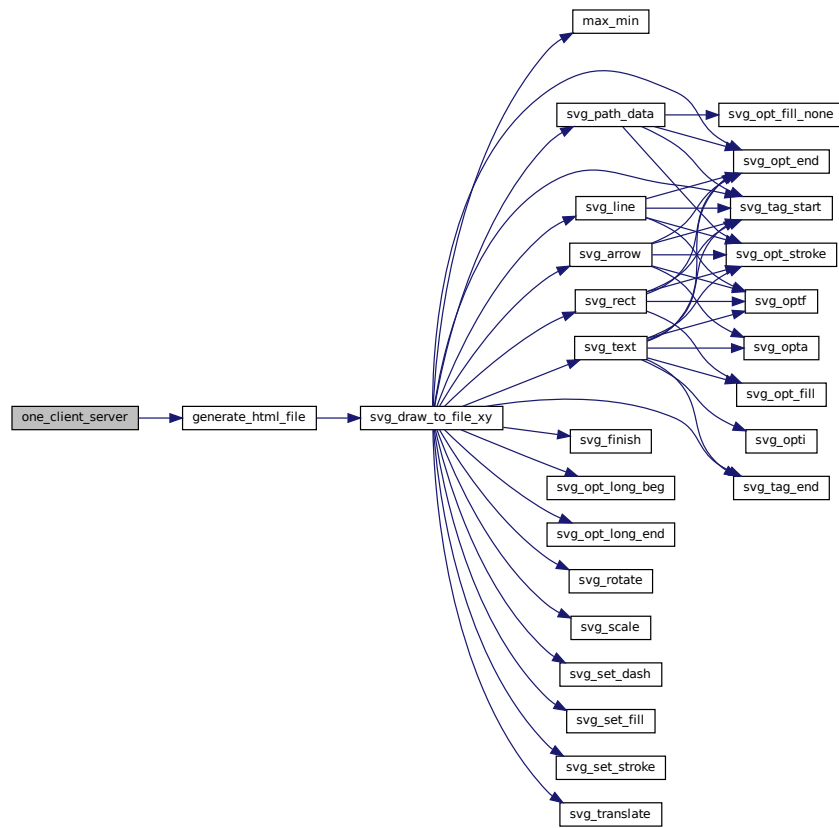 max_min
svg_path_data
svg_opt_fill_none
svg_opt_end
svg_line
svg_tag_start
svg_arrow
svg_opt_stroke
svg_rect
svg_optf
svg_text
svg_opta
svg_opt_fill
one_client_server
generate_html_file
svg_draw_to_file_xy
svg_finish
svg_opti
svg_opt_long_beg
svg_tag_end
svg_opt_long_end
svg_rotate
svg_scale
svg_set_dash
svg_set_fill
svg_set_stroke
svg_translate